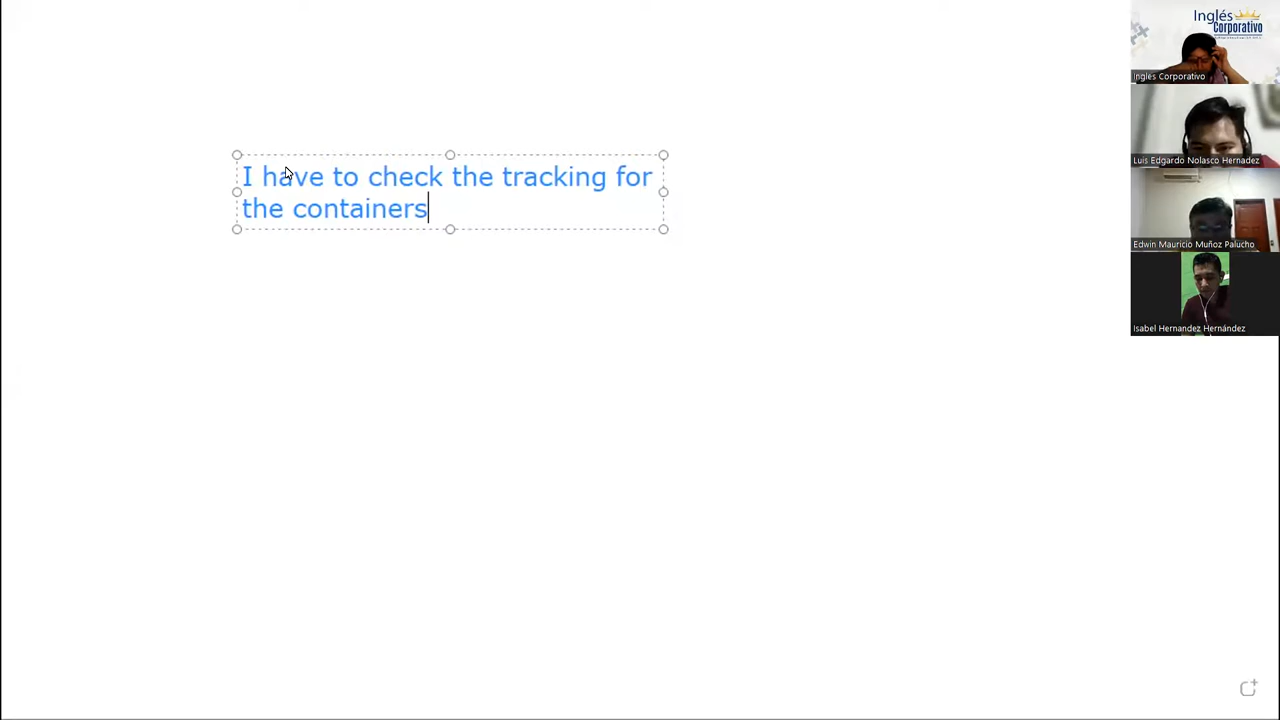 I have to check the tracking for
the containers
Inglés
Corporativo
Ingles Corporativo
Luis Edgardo Nolasco Hernadez
Edwin Mauricio Muñoz Palucho
Isabel Hernandez Hernández